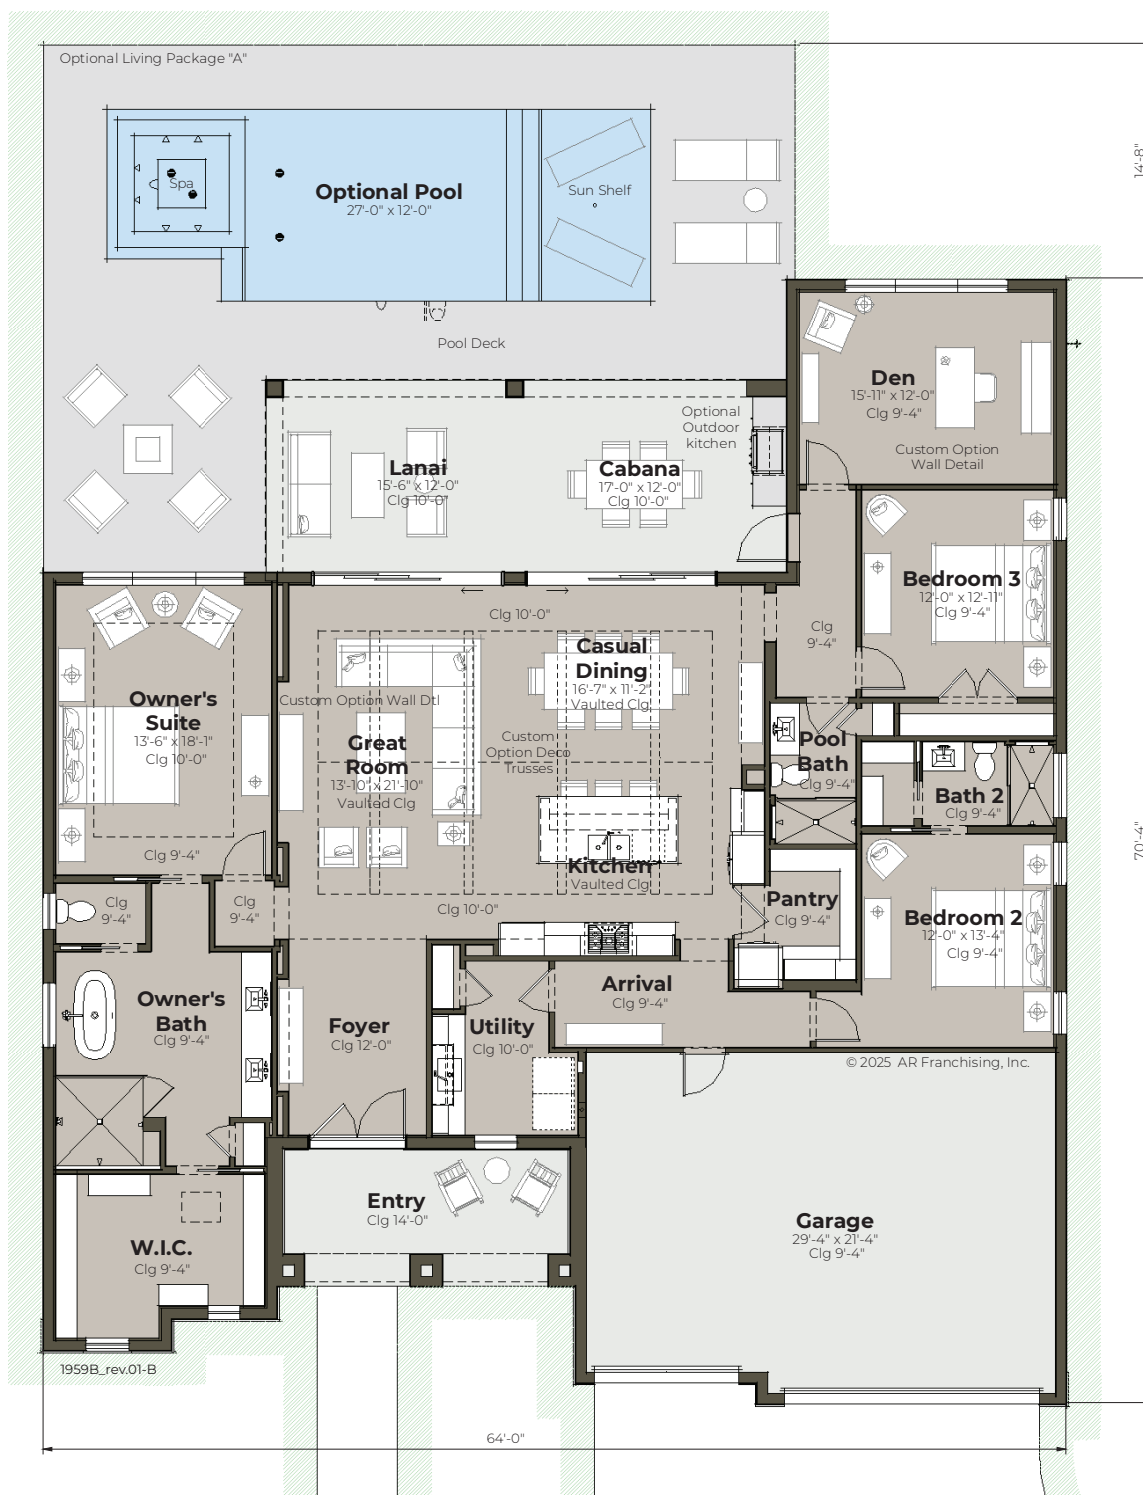 Optional Living Package "A"
14'-8"
Spa
Optional Pool
27'-0" x 12'-0"
Sun Shelf
Pool Deck
Den
15'-11" x 12'-0"
Clg 9'-4"
Custom Option
Wall Detail
Optional
Outdoor
kitchen
Lanai
15'-6" x 12'-0"
Clg 10'-0"
Cabana
17'-0" x 12'-0"
Clg 10'-0"
Bedroom 3
12'-0" x 12'-11"
Clg 9'-4"
Clg 10'-0"
Clg
9'-4"
Casual
Dining
16'-7" x 11'-2"
Vaulted Clg
Owner's
Suite
13'-6" x 18'-1"
Clg 10'-0"
Custom Option Wall Dtl
Great
Room
13'-10" x 21'-10"
Vaulted Clg
Custom
Option Deco
Trusses
Pool
Bath
Clg 9'-4"
Bath 2
Clg 9'-4"
70'-4"
Clg 9'-4"
Kitchen
Vaulted Clg
Clg
9'-4"
Clg
9'-4"
Clg 10'-0"
Pantry
Clg 9'-4"
Bedroom 2
12'-0" x 13'-4"
Clg 9'-4"
Owner's
Bath
Clg 9'-4"
Foyer
Clg 12'-0"
Utility
Clg 10'-0"
Arrival
Clg 9'-4"
© 2025 AR Franchising, Inc.
Entry
Clg 14'-0"
Garage
29'-4" x 21'-4"
Clg 9'-4"
W.I.C.
Clg 9'-4"
1959B_rev.01-B
64'-0"